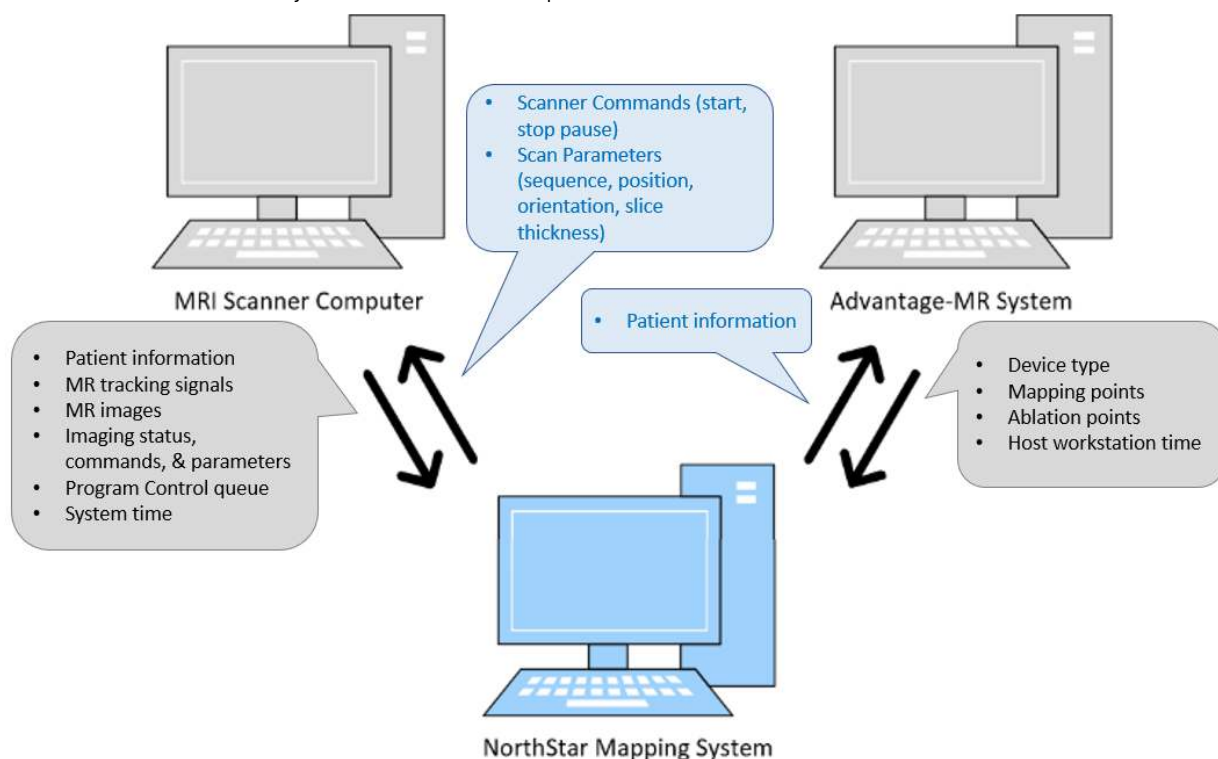 • Scanner Commands (start,
stop pause)
• Scan Parameters
(sequence, position,
orientation, slice
thickness)
MRI Scanner Computer
Advantage-MR System
• Patient information
• Patient information
• MR tracking signals
• MR images
• Imaging status,
commands, & parameters
• Program Control queue
• System time
• Device type
• Mapping points
• Ablation points
• Host workstation time
NorthStar Mapping System